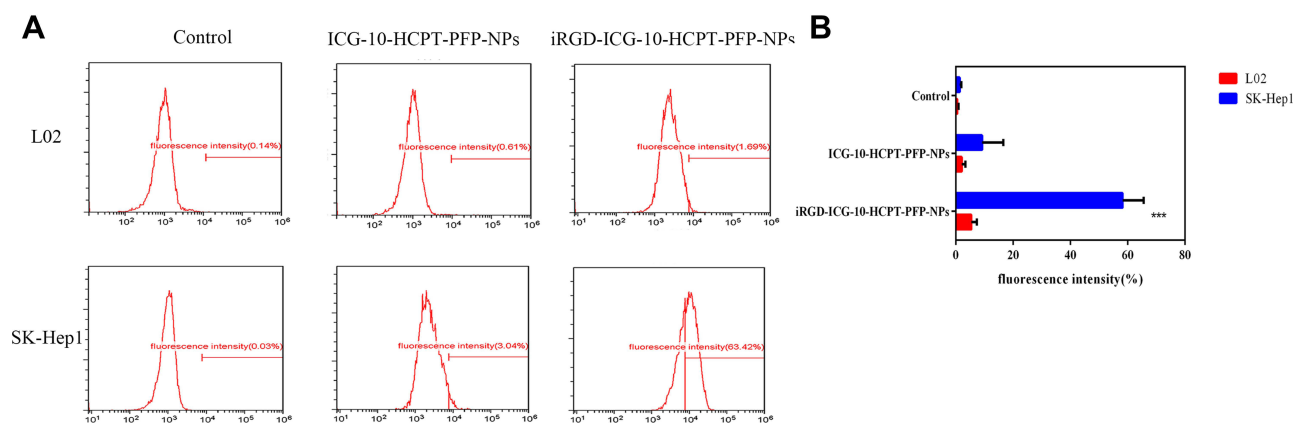 A
Control
ICG-10-HCPT-PFP-NPs
iRGD-ICG-10-HCPT-PFP-NPs
L02
fluorescence intensity(0.14%)
10² 10³ 10⁴ 10⁵ 10⁶
fluorescence intensity(0.61%)
10² 10³ 10⁴ 10⁵ 10⁶
fluorescence intensity(1.69%)
10¹ 10² 10³ 10⁴ 10⁵ 10⁶
SK-Hep1
fluorescence intensity(0.03%)
10¹ 10² 10³ 10⁴ 10⁵ 10⁶
fluorescence intensity(3.04%)
10¹ 10² 10³ 10⁴ 10⁵ 10⁶
fluorescence intensity(63.42%)
10¹ 10² 10³ 10⁴ 10⁵ 10⁶
B
L02
SK-Hep1
Control
ICG-10-HCPT-PFP-NPs
iRGD-ICG-10-HCPT-PFP-NPs
***
0 20 40 60 80
fluorescence intensity(%)